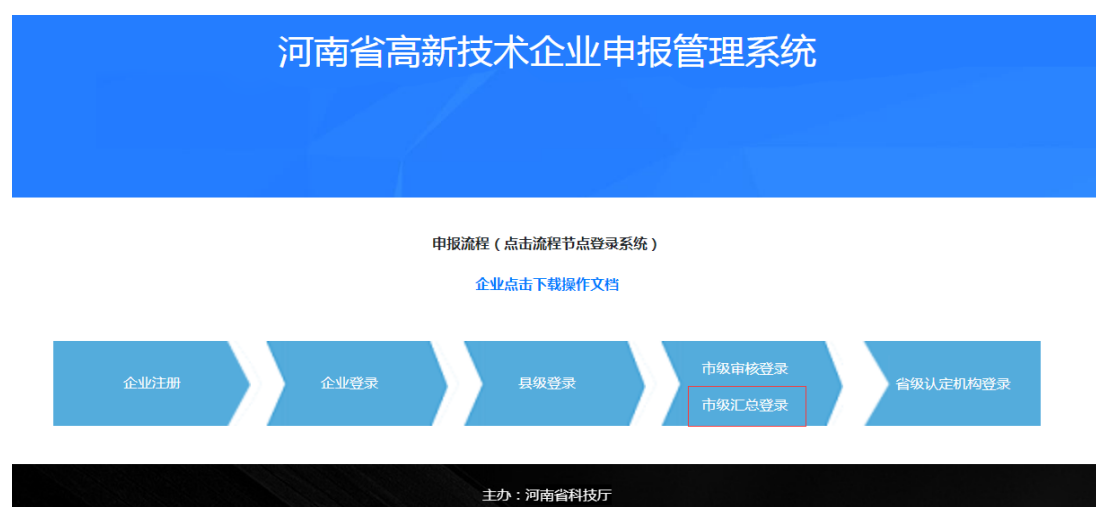 河南省高新技术企业申报管理系统
申报流程（点击流程节点登录系统）
企业点击下载操作文档
企业注册
企业登录
县级登录
市级审核登录
市级汇总登录
省级认定机构登录
主办：河南省科技厅